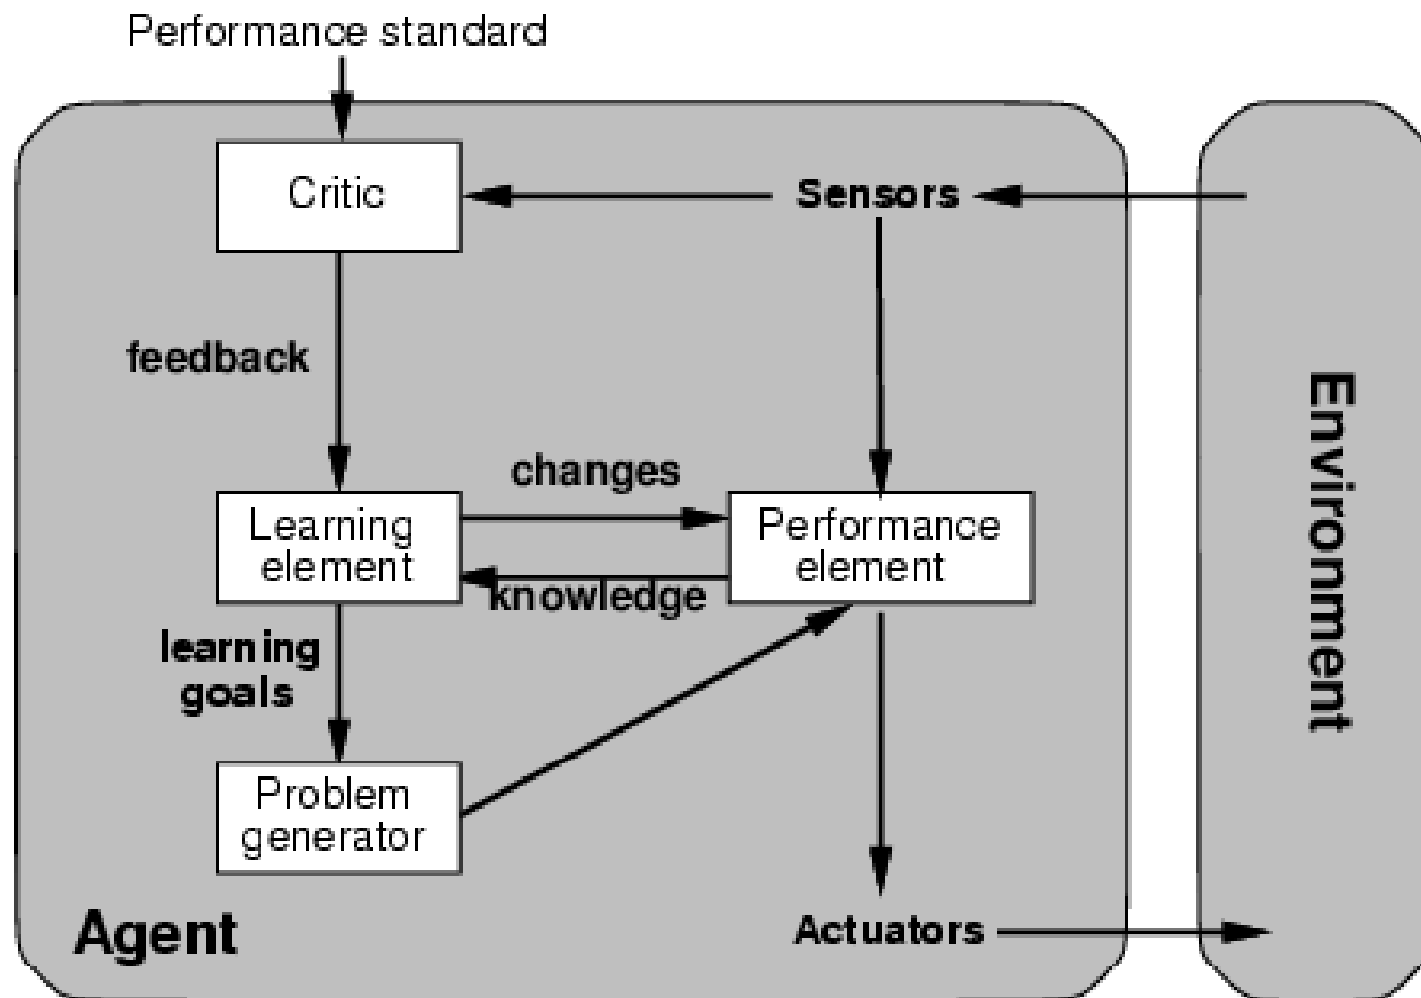 Performance standard
Critic
Sensors
feedback
changes
Learning
element
Performance
element
knowledge
learning
goals
Problem
generator
Agent
Actuators
Environment